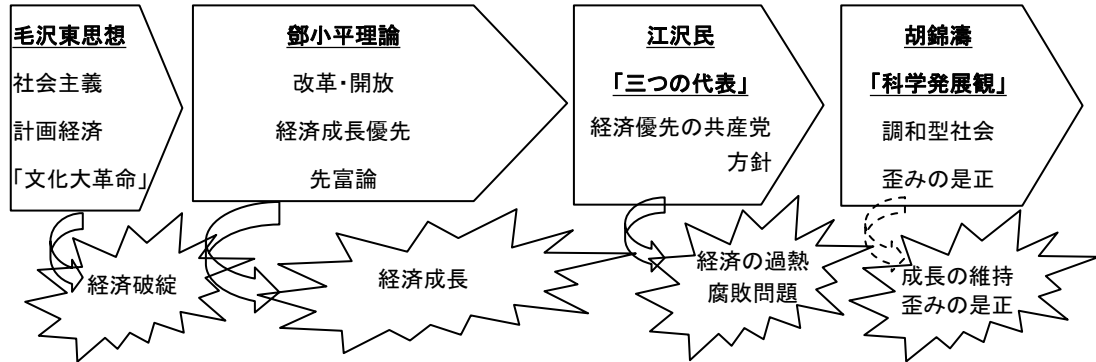 毛沢東思想
社会主義
計画経済
「文化大革命」
鄧小平理論
改革・開放
経済成長優先
先富論
江沢民
「三つの代表」
経済優先の共産党
方針
胡錦濤
「科学発展観」
調和型社会
歪みの是正
経済破綻
経済成長
経済の過熱
腐敗問題
成長の維持
歪みの是正